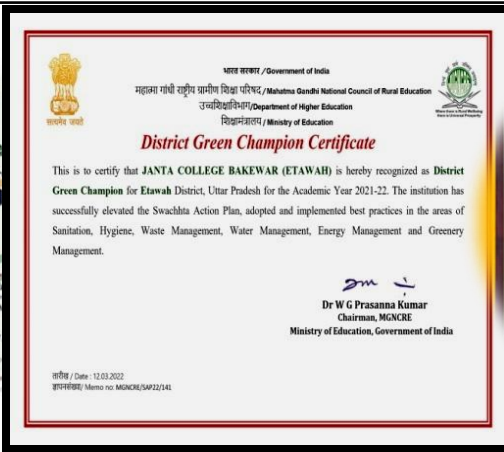 भारत सरकार /Government of India
महात्मा गांधी राष्ट्रीय ग्रामीण शिक्षा परिषद /Mahatma Gandhi National Council of Rural Education
उच्चशिक्षाविभाग/Department of Higher Education
शिक्षामंत्रालय / Ministry of Education
सत्यमेव जयते
District Green Champion Certificate
This is to certify that JANTA COLLEGE BAKEWAR (ETAWAH) is hereby recognized as District
Green Champion for Etawah District, Uttar Pradesh for the Academic Year 2021-22. The institution has
successfully elevated the Swachhta Action Plan, adopted and implemented best practices in the areas of
Sanitation, Hygiene, Waste Management, Water Management, Energy Management and Greenery
Management.
Dr W G Prasanna Kumar
Chairman, MGNCRE
Ministry of Education, Government of India
तारीख / Date : 12.03.2022
ज्ञापनसंख्या/ Memo no: MGNCRE/SAP22/141